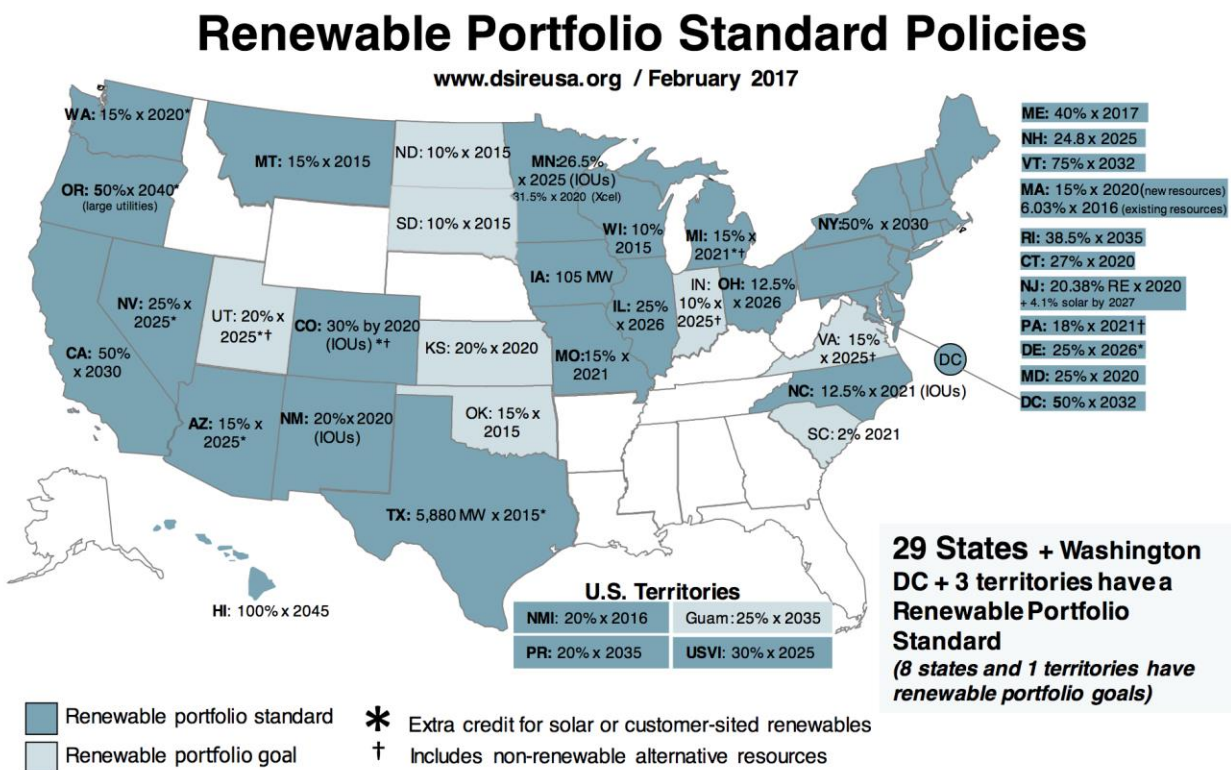 Renewable Portfolio Standard Policies
www.dsireusa.org / February 2017
WA: 15% x 2020*
OR: 50%x 2040*
(large utilities)
CA: 50%
x 2030
MT: 15% x 2015
NV: 25% x
2025*
UT: 20% x
2025*†
AZ: 15% x
2025*
ND: 10% x 2015
SD: 10% x 2015
CO: 30% by 2020
(IOUs) *†
NM: 20%x 2020
(IOUs)
KS: 20% x 2020
OK: 15% x
2015
TX: 5,880 MW x 2015*
HI: 100% x 2045
MN:26.5%
x 2025 (IOUs)
31.5% x 2020 (Xcel)
WI: 10%
2015
IA: 105 MW
IL: 25%
x 2026
MO:15% x
2021
MI: 15% x
2021*†
IN:
10% x
2025†
OH: 12.5%
x 2026
NY:50% x 2030
VA: 15%
x 2025†
NC: 12.5% x 2021 (IOUs)
SC: 2% 2021
DC
ME: 40% x 2017
NH: 24.8 x 2025
VT: 75% x 2032
MA: 15% x 2020(new resources)
6.03% x 2016 (existing resources)
RI: 38.5% x 2035
CT: 27% x 2020
NJ: 20.38% RE x 2020
+ 4.1% solar by 2027
PA: 18% x 2021†
DE: 25% x 2026*
MD: 25% x 2020
DC: 50% x 2032
U.S. Territories
NMI: 20% x 2016
Guam: 25% x 2035
PR: 20% x 2035
USVI: 30% x 2025
29 States + Washington
DC + 3 territories have a
Renewable Portfolio
Standard
(8 states and 1 territories have
renewable portfolio goals)
Renewable portfolio standard
Renewable portfolio goal
* Extra credit for solar or customer-sited renewables
† Includes non-renewable alternative resources